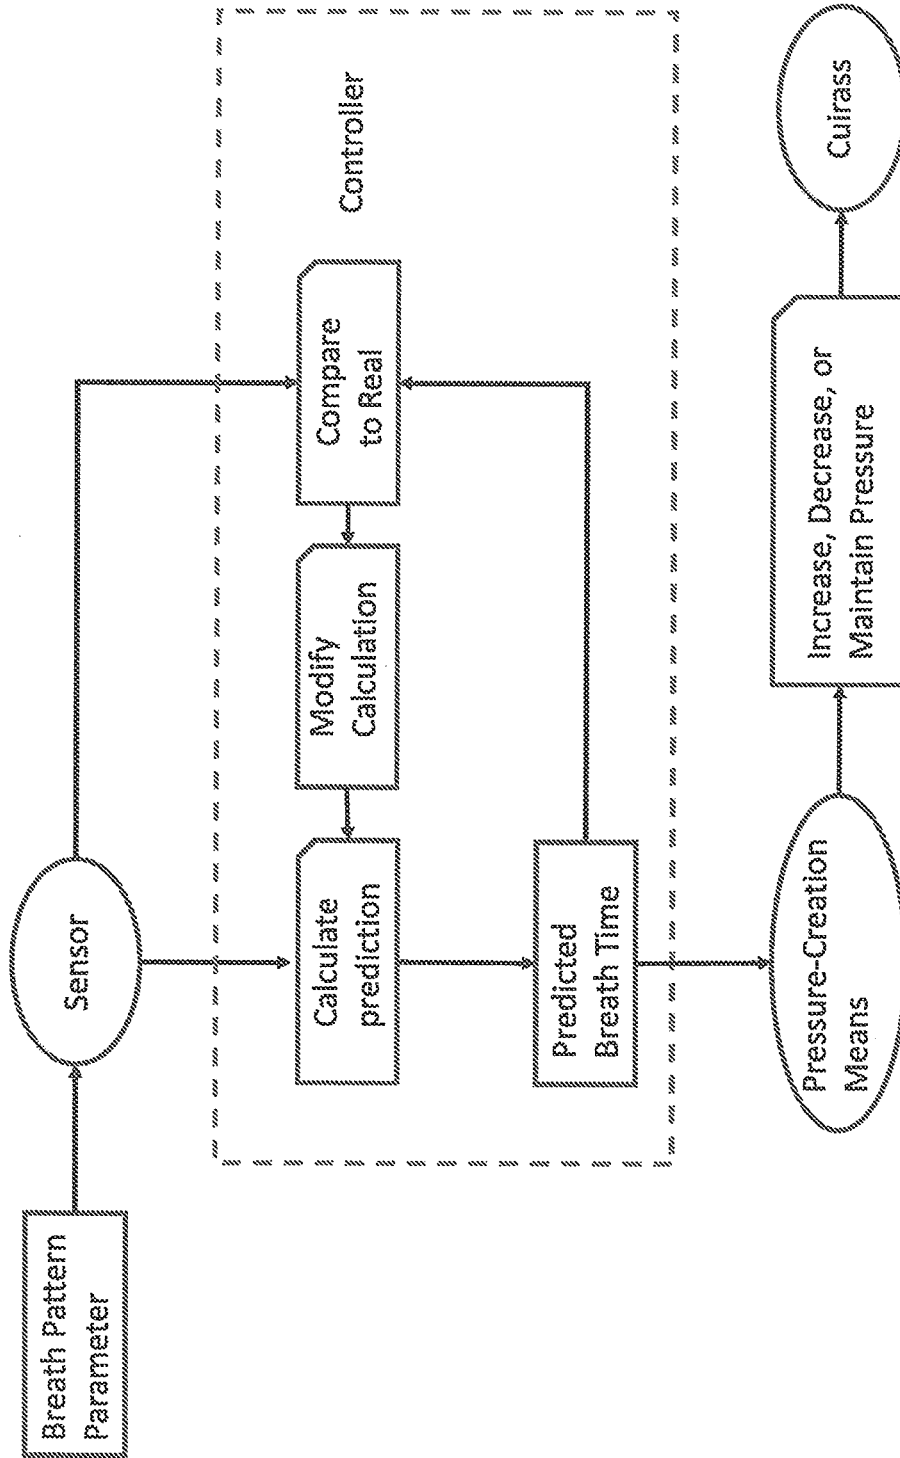 Breath Pattern
Parameter
Sensor
Controller
Calculate
prediction
Modify
Calculation
Compare
to Real
Predicted
Breath Time
Pressure-Creation
Means
Increase, Decrease, or
Maintain Pressure
Cuirass